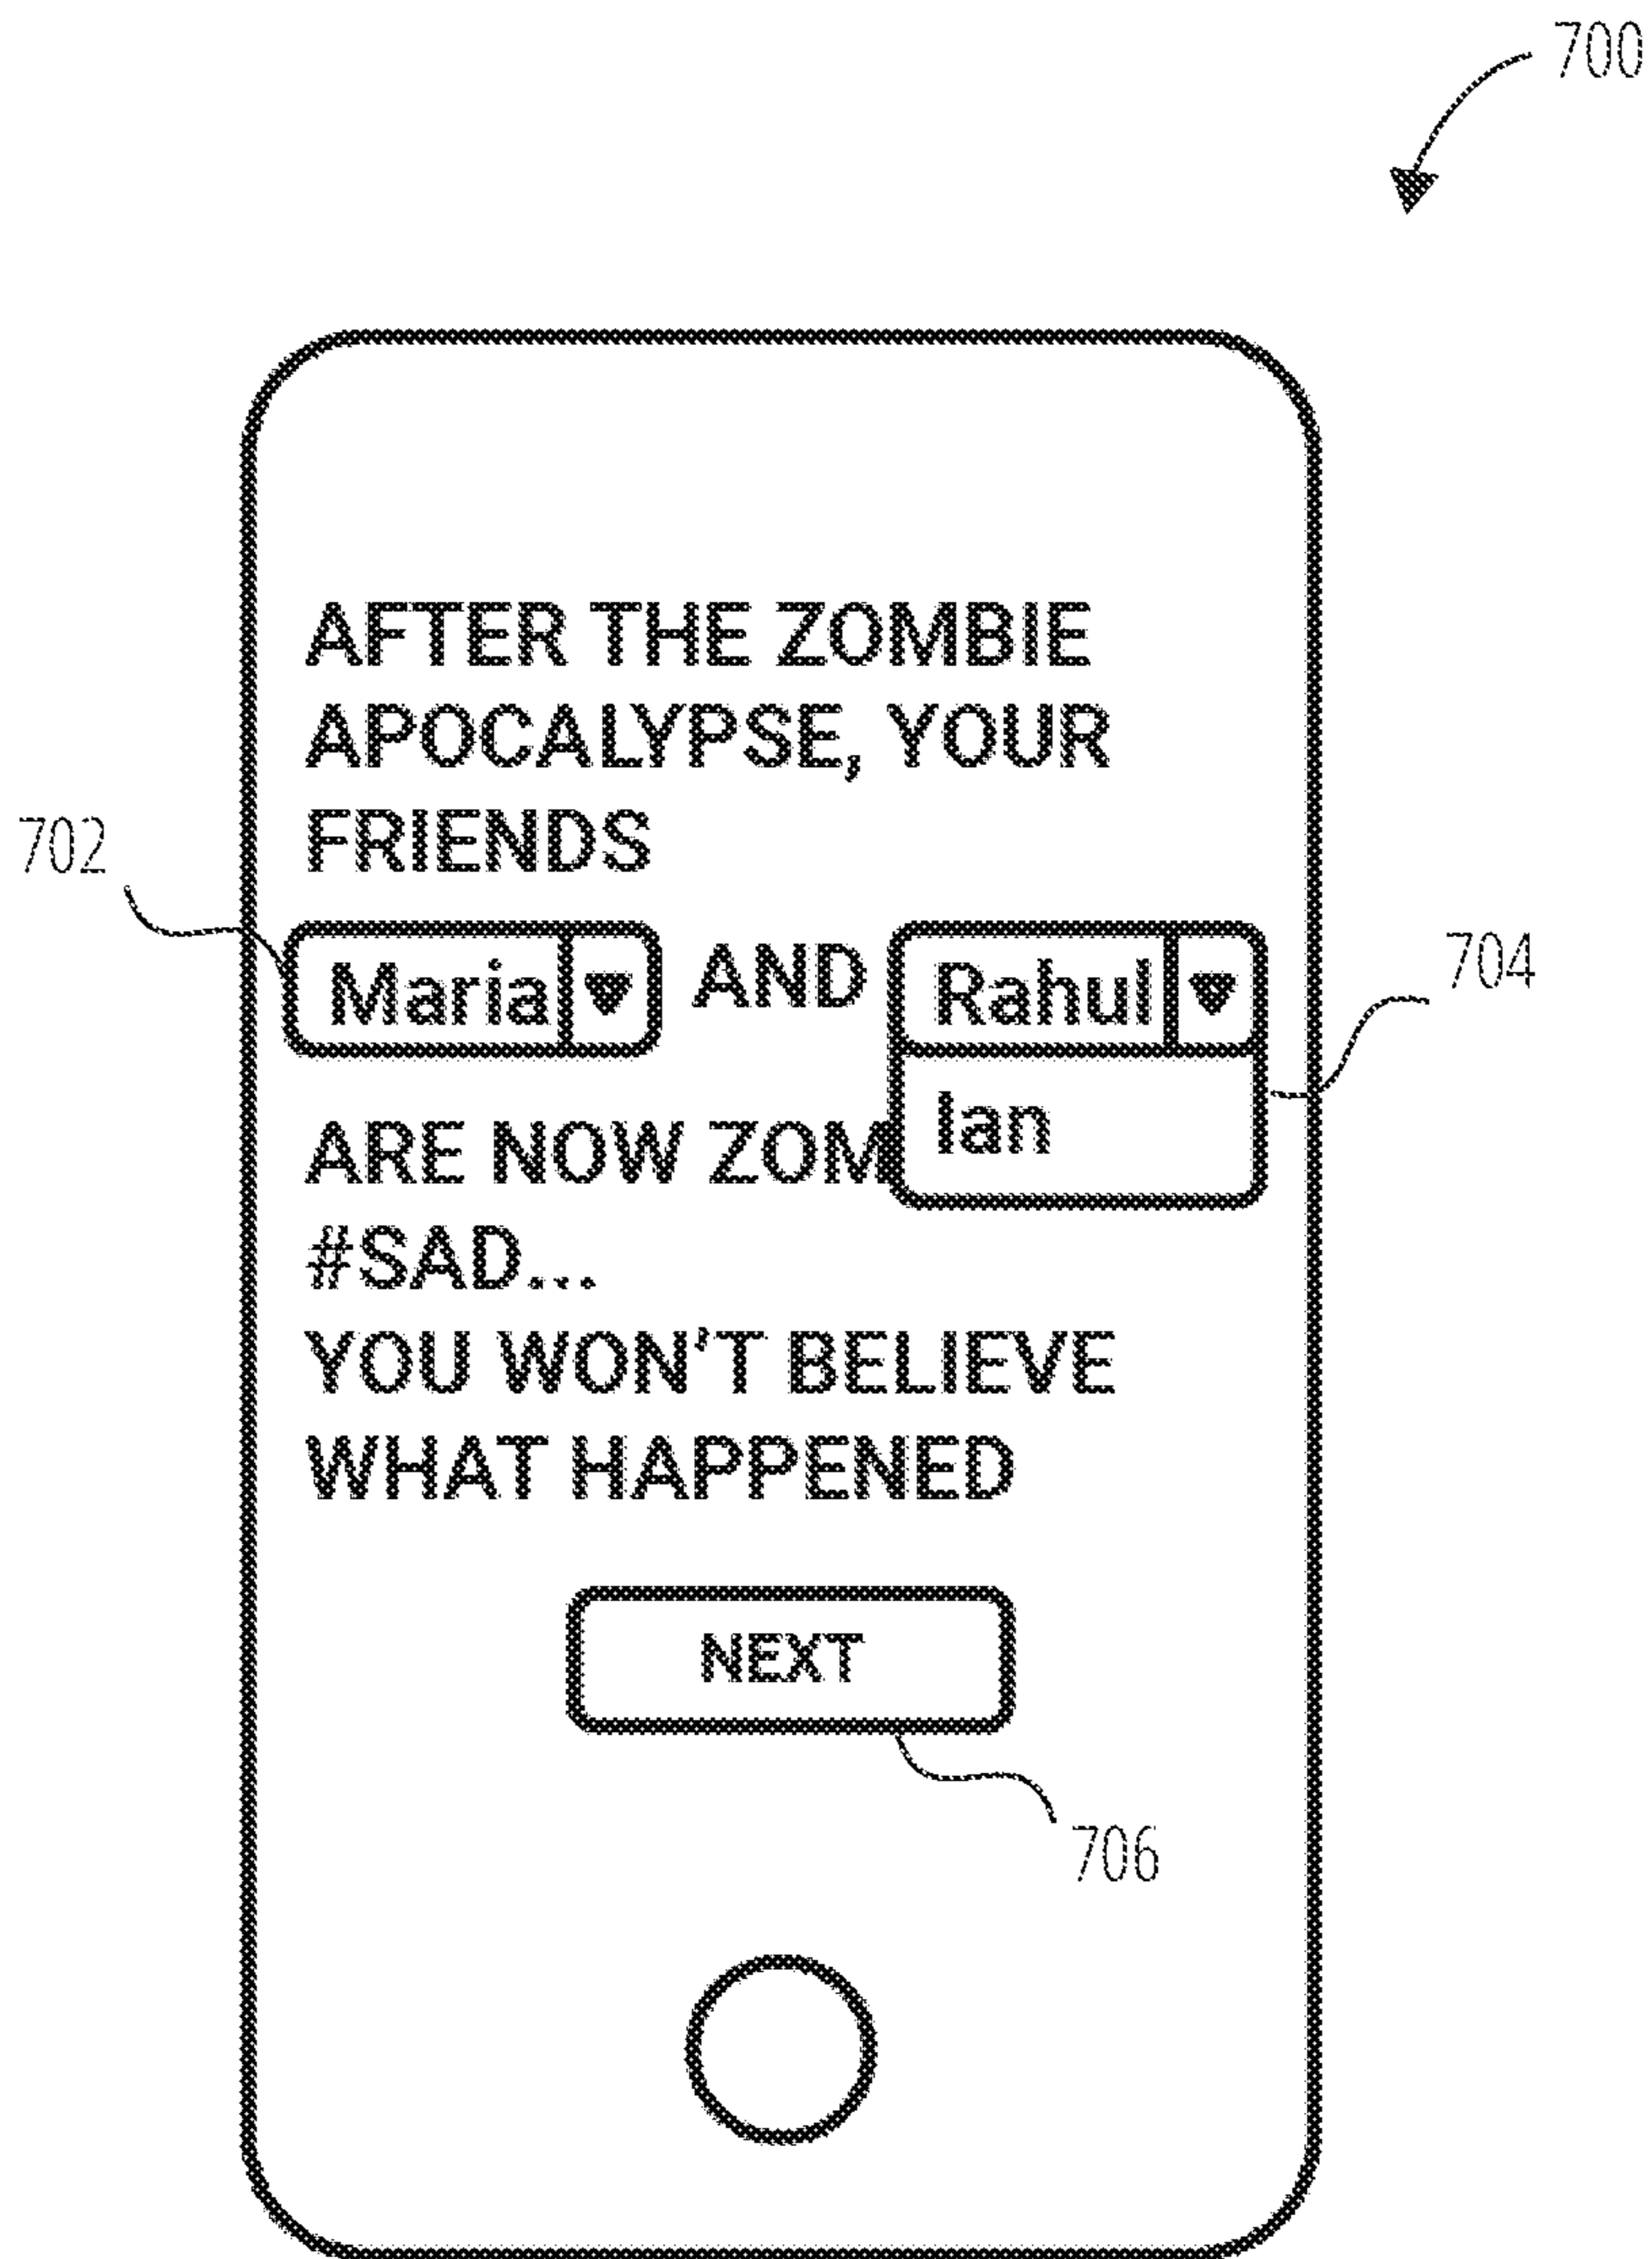 700
AFTER THE ZOMBIE
APOCALYPSE, YOUR
FRIENDS
702
Maria AND Rahul
704
Ian
ARE NOW ZOM
#SAD...
YOU WON'T BELIEVE
WHAT HAPPENED
NEXT
706